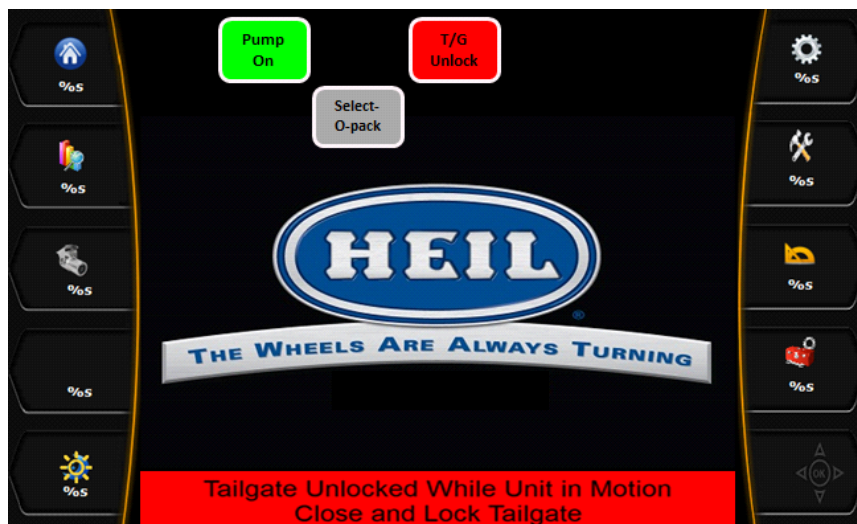 Pump
On
T/G
Unlock
Select-
O-pack
%s
%s
%s
%s
%s
%s
%s
%s
%s
HEIL
®
THE WHEELS ARE ALWAYS TURNING
OK
Tailgate Unlocked While Unit in Motion
Close and Lock Tailgate